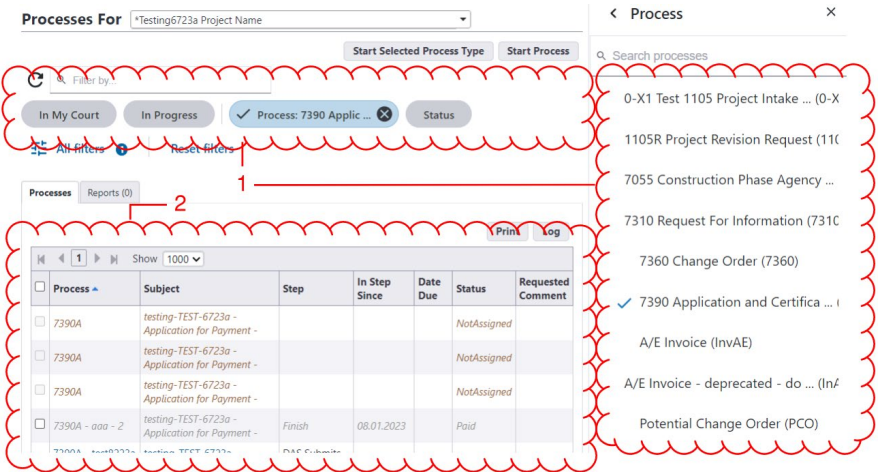 Processes For *Testing6723a Project Name
Start Selected Process Type Start Process
Filter by...
In My Court In Progress Process: 7390 Applic ... Status
All filters Reset filters
1
Processes Reports (0)
2
Print Log
1 Show 1000
Process Subject Step In Step Since Date Due Status Requested Comment
7390A testing-TEST-6723a - Application for Payment - NotAssigned
7390A testing-TEST-6723a - Application for Payment - NotAssigned
7390A testing-TEST-6723a - Application for Payment - NotAssigned
7390A - aaa - 2 testing-TEST-6723a - Application for Payment - Finish 08.01.2023 Paid
DAS Submits
Process
Search processes
0-X1 Test 1105 Project Intake ... (0-X
1105R Project Revision Request (110
7055 Construction Phase Agency ...
7310 Request For Information (7310
7360 Change Order (7360)
7390 Application and Certifica ... (
A/E Invoice (InvAE)
A/E Invoice - deprecated - do ... (InA
Potential Change Order (PCO)